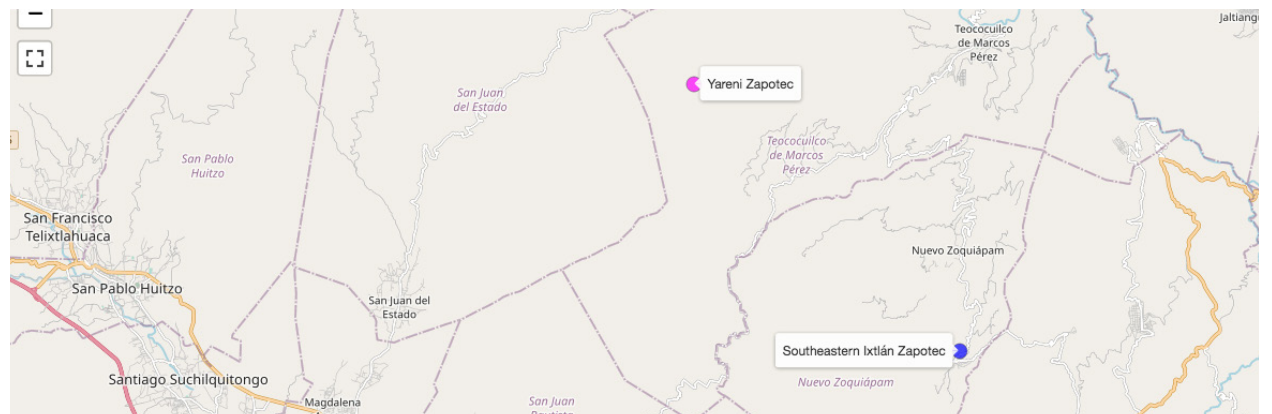 Jaltiangu
Teococuilco
de Marcos
Pérez
Yareni Zapotec
San Juan
del Estado
Teococuilco
de Marcos
Pérez
San Pablo
Huitzo
San Francisco
Telixtlahuaca
Nuevo Zoquiápam
San Pablo Huitzo
San Juan del
Estado
Southeastern Ixtlán Zapotec
Santiago Suchilquitongo
Nuevo Zoquiápam
Magdalena
San Juan